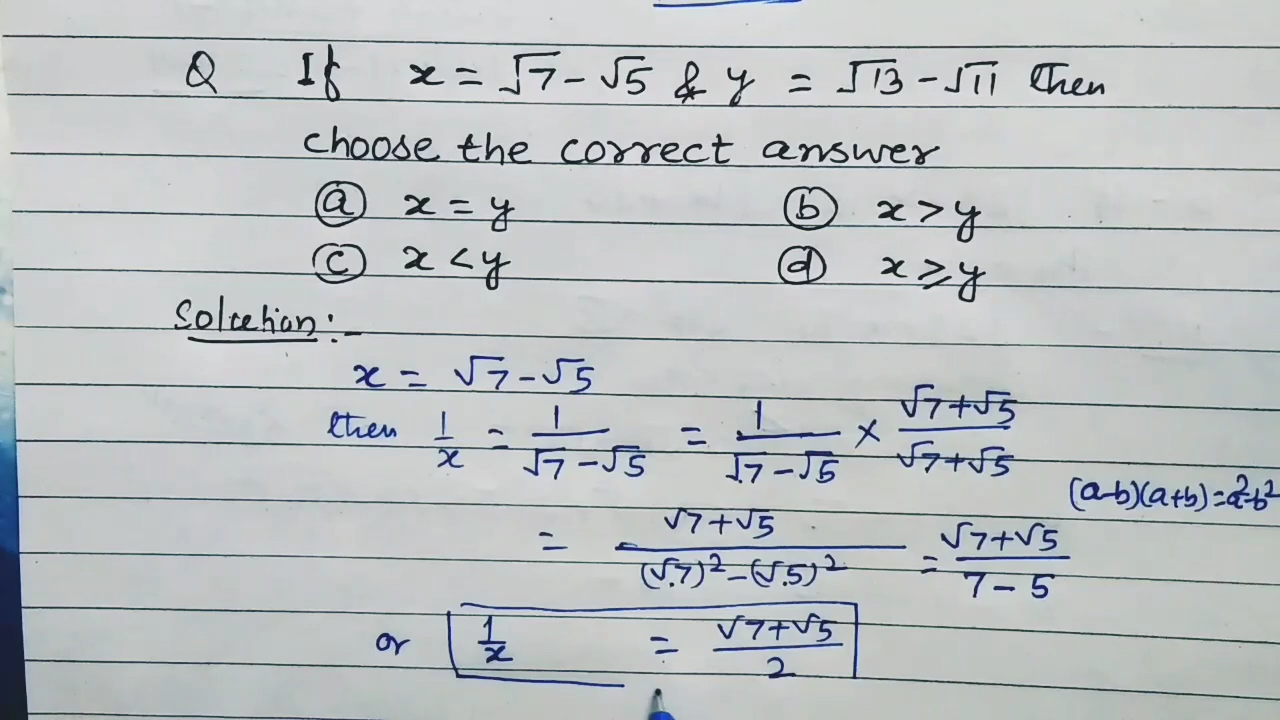 Q If x = √7 - √5 & y = √13 - √11 then
choose the correct answer
(a) x = y (b) x > y
(c) x < y (d) x ≥ y
Solution :-
x = √7 - √5
then 1/x = 1/(√7 - √5) = 1/(√7 - √5) × (√7 + √5)/(√7 + √5)
(a-b)(a+b) = a²-b²
= (√7 + √5)/((√7)² - (√5)²) = (√7 + √5)/(7 - 5)
or 1/x = (√7 + √5)/2